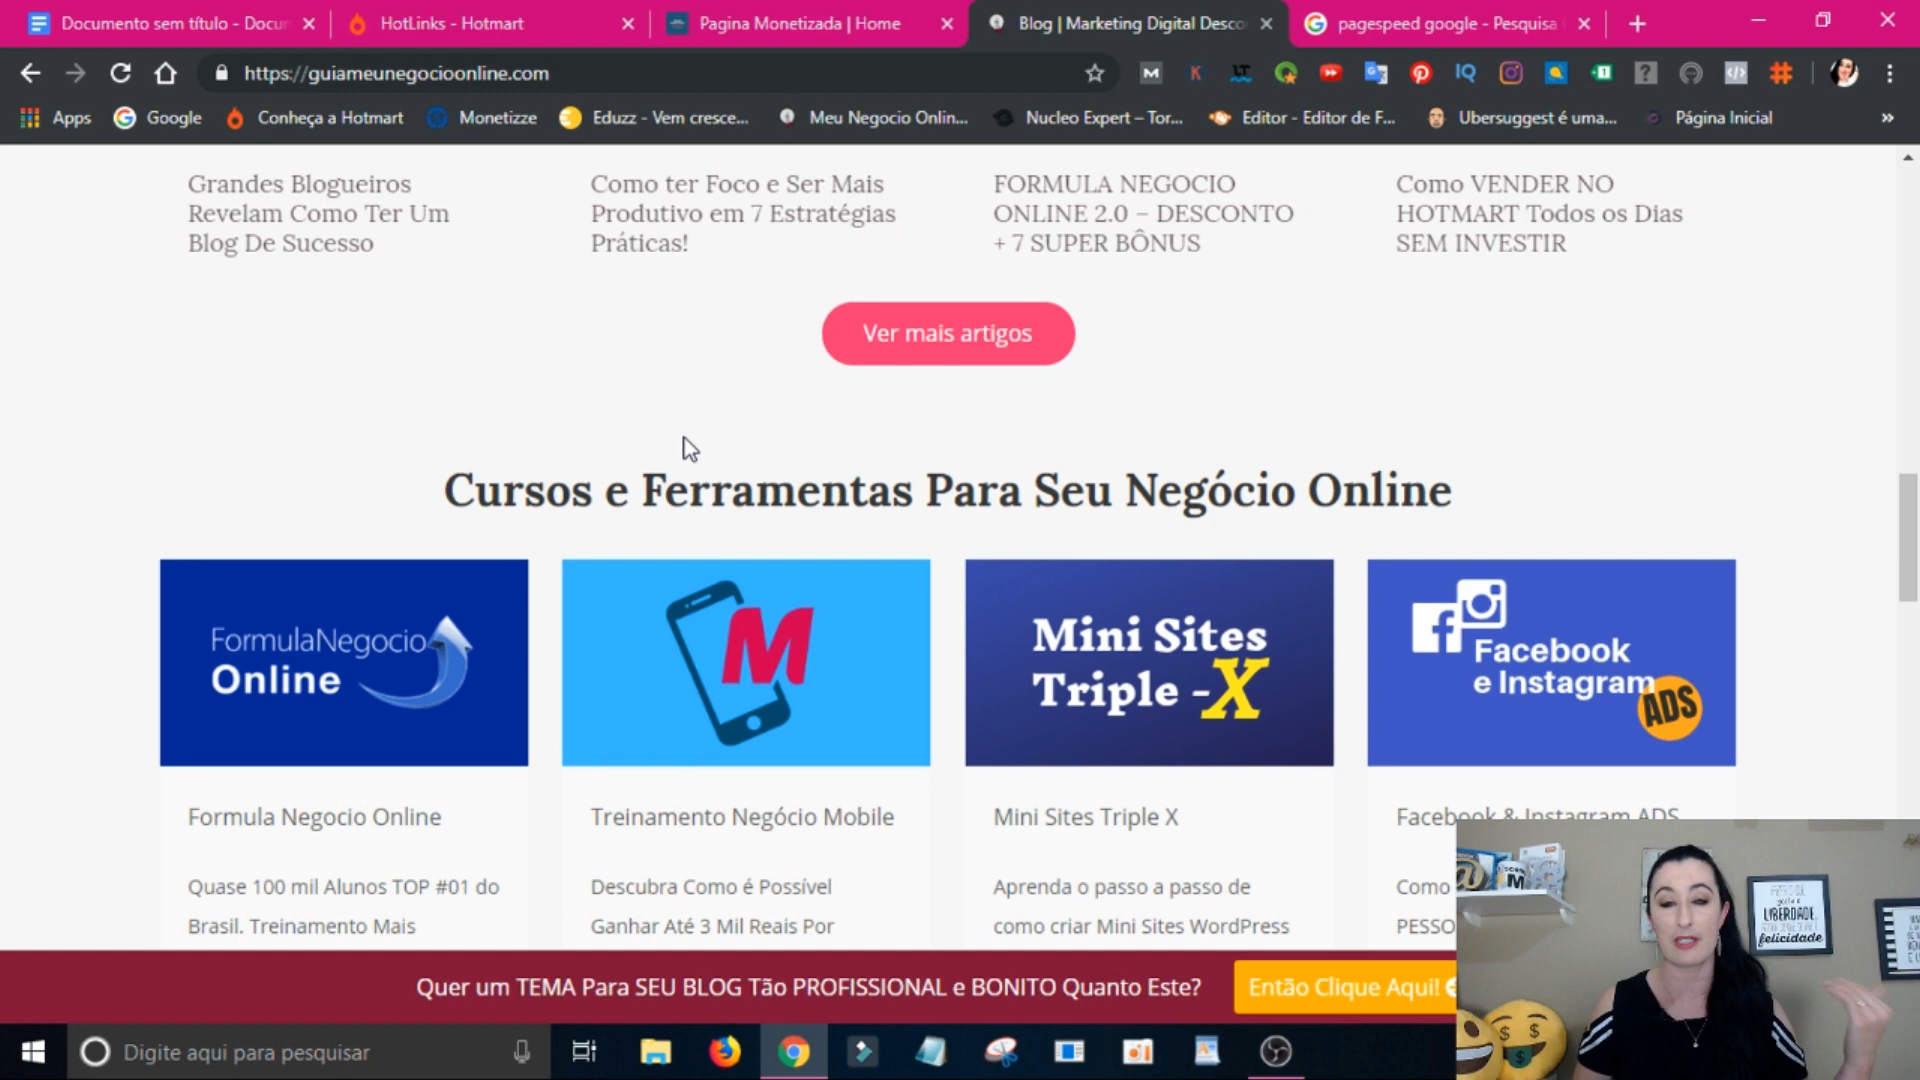 Documento sem título - Docu
HotLinks - Hotmart
Pagina Monetizada | Home
Blog | Marketing Digital Desco
pagespeed google - Pesquisa
https://guiameunegocioonline.com
Apps
Google
Conheça a Hotmart
Monetizze
Eduzz - Vem cresce...
Meu Negocio Onlin...
Nucleo Expert – Tor...
Editor - Editor de F...
Ubersuggest é uma...
Página Inicial
Grandes Blogueiros
Revelam Como Ter Um
Blog De Sucesso
Como ter Foco e Ser Mais
Produtivo em 7 Estratégias
Práticas!
FORMULA NEGOCIO
ONLINE 2.0 – DESCONTO
+ 7 SUPER BÔNUS
Como VENDER NO
HOTMART Todos os Dias
SEM INVESTIR
Ver mais artigos
Cursos e Ferramentas Para Seu Negócio Online
FormulaNegocio
Online
M
Mini Sites
Triple -X
Facebook
e Instagram
ADS
Formula Negocio Online
Treinamento Negócio Mobile
Mini Sites Triple X
Facebook & Instagram ADS
Quase 100 mil Alunos TOP #01 do
Brasil. Treinamento Mais
Descubra Como é Possível
Ganhar Até 3 Mil Reais Por
Aprenda o passo a passo de
como criar Mini Sites WordPress
Como
PESSO
LIBERDADE
felicidade
Quer um TEMA Para SEU BLOG Tão PROFISSIONAL e BONITO Quanto Este?
Então Clique Aqui!
Digite aqui para pesquisar